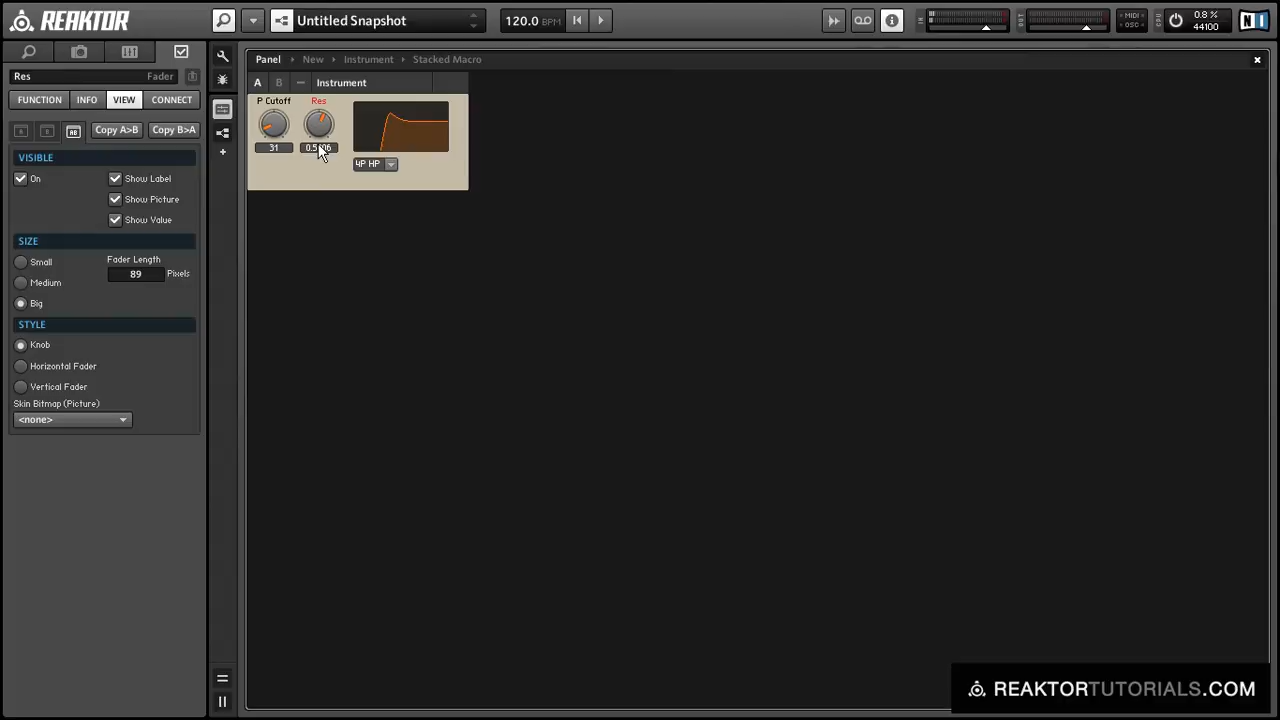 REAKTOR
Untitled Snapshot
120.0 BPM
MIDI
OSC
0.8 %
44100
Res
Fader
Panel
New
Instrument
Stacked Macro
FUNCTION
INFO
VIEW
CONNECT
A
B
Instrument
P Cutoff
Res
31
4P HP
Copy A>B
Copy B>A
VISIBLE
On
Show Label
Show Picture
Show Value
SIZE
Small
Fader Length
Medium
89
Pixels
Big
STYLE
Knob
Horizontal Fader
Vertical Fader
Skin Bitmap (Picture)
<none>
REAKTORTUTORIALS.COM